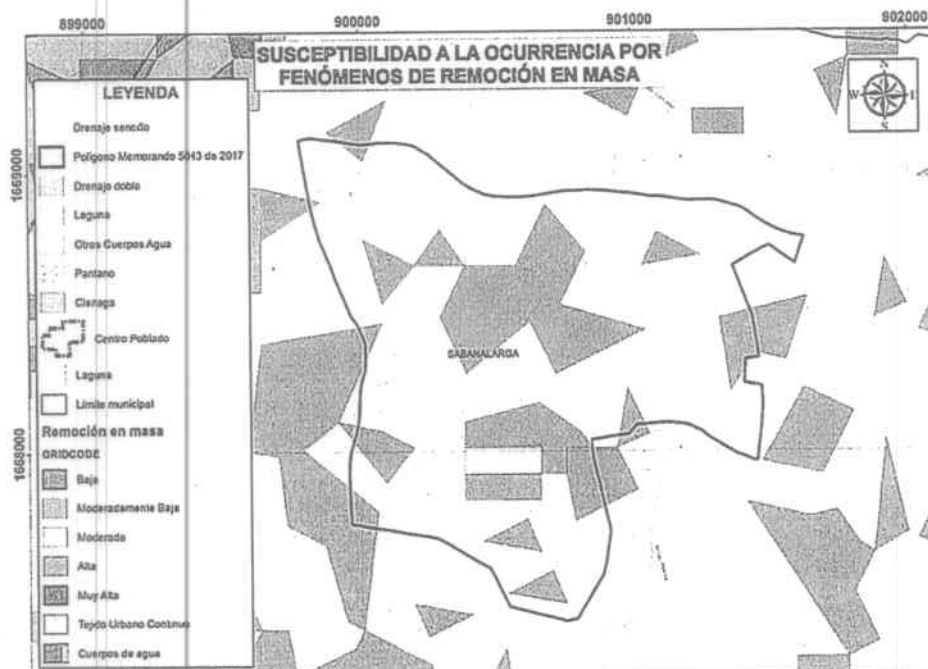 899000
900000
901000
902000
SUSCEPTIBILIDAD A LA OCURRENCIA POR
FENÓMENOS DE REMOCIÓN EN MASA
N
W
S
1669000
1668000
LEYENDA
Drenaje sencillo
Polígono Memorando 5043 de 2017
Drenaje doble
Laguna
Otros Cuerpos Agua
Pantano
Cienaga
Centro Poblado
Laguna
Límite municipal
Remoción en masa
GRIDCODE
Baja
Moderadamente Baja
Moderada
Alta
Muy Alta
Tejido Urbano Continuo
Cuerpos de agua
SABANALARGA